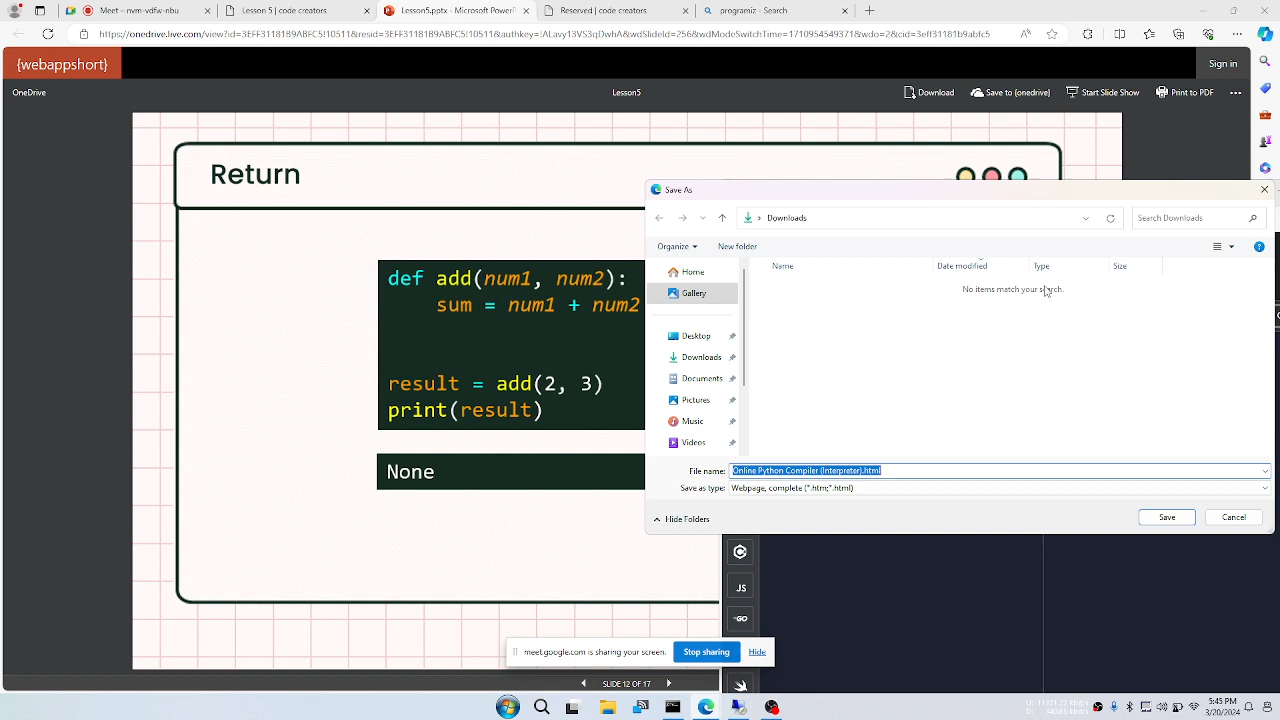 Meet – nvm-vdfw-nu
Lesson 5 | code creators
Lesson5.pptx - Microsoft PowerP
Reserved | code creators
programiz - Search
{webappshort}
Sign in
OneDrive
Lesson5
Download
Save to {onedrive}
Start Slide Show
Print to PDF
Return
def add(num1, num2):
sum = num1 + num2
result = add(2, 3)
print(result)
None
Save As
Downloads
Search Downloads
Organize
New folder
Name
Date modified
Type
Size
Home
No items match your search.
Gallery
Desktop
Downloads
Documents
Pictures
Music
Videos
File name:
Online Python Compiler (Interpreter).html
Save as type:
Webpage, complete (*.htm;*.html)
Hide Folders
Save
Cancel
JS
GO
meet.google.com is sharing your screen.
Stop sharing
Hide
SLIDE 12 OF 17
5:45 PM
3/20/2024